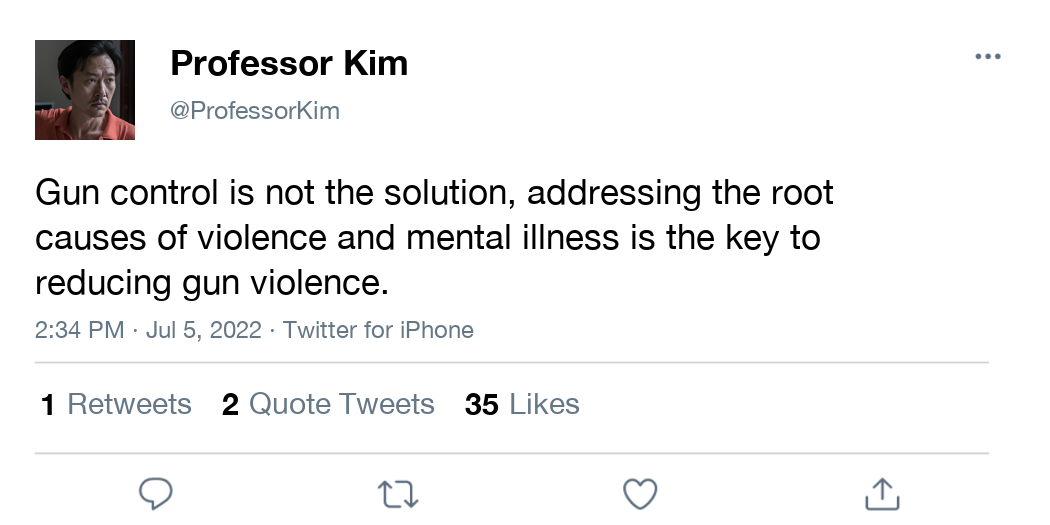 Professor Kim
@ProfessorKim
Gun control is not the solution, addressing the root
causes of violence and mental illness is the key to
reducing gun violence.
2:34 PM · Jul 5, 2022 · Twitter for iPhone
1 Retweets 2 Quote Tweets 35 Likes